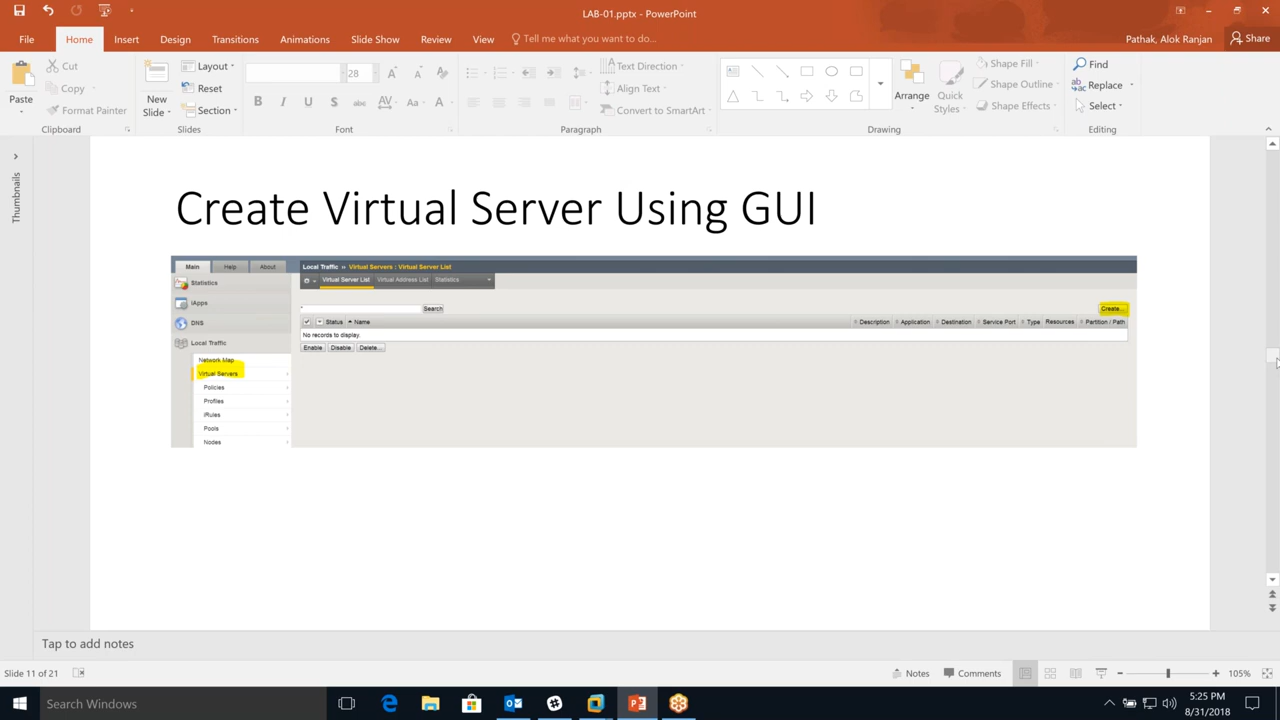 LAB-01.pptx - PowerPoint
File Home Insert Design Transitions Animations Slide Show Review View Tell me what you want to do... Pathak, Alok Ranjan Share
Paste
Cut
Copy
Format Painter
Clipboard
New Slide
Layout
Reset
Section
Slides
28
Font
Text Direction
Align Text
Convert to SmartArt
Paragraph
Arrange
Quick Styles
Shape Fill
Shape Outline
Shape Effects
Drawing
Find
Replace
Select
Editing
Thumbnails
Create Virtual Server Using GUI
Main Help About
Statistics
iApps
DNS
Local Traffic
Network Map
Virtual Servers
Policies
Profiles
iRules
Pools
Nodes
Local Traffic ›› Virtual Servers : Virtual Server List
Virtual Server List Virtual Address List Statistics
* Search Create...
Status Name Description Application Destination Service Port Type Resources Partition / Path
No records to display.
Enable Disable Delete...
Tap to add notes
Slide 11 of 21 Notes Comments 105%
Search Windows
5:25 PM
8/31/2018